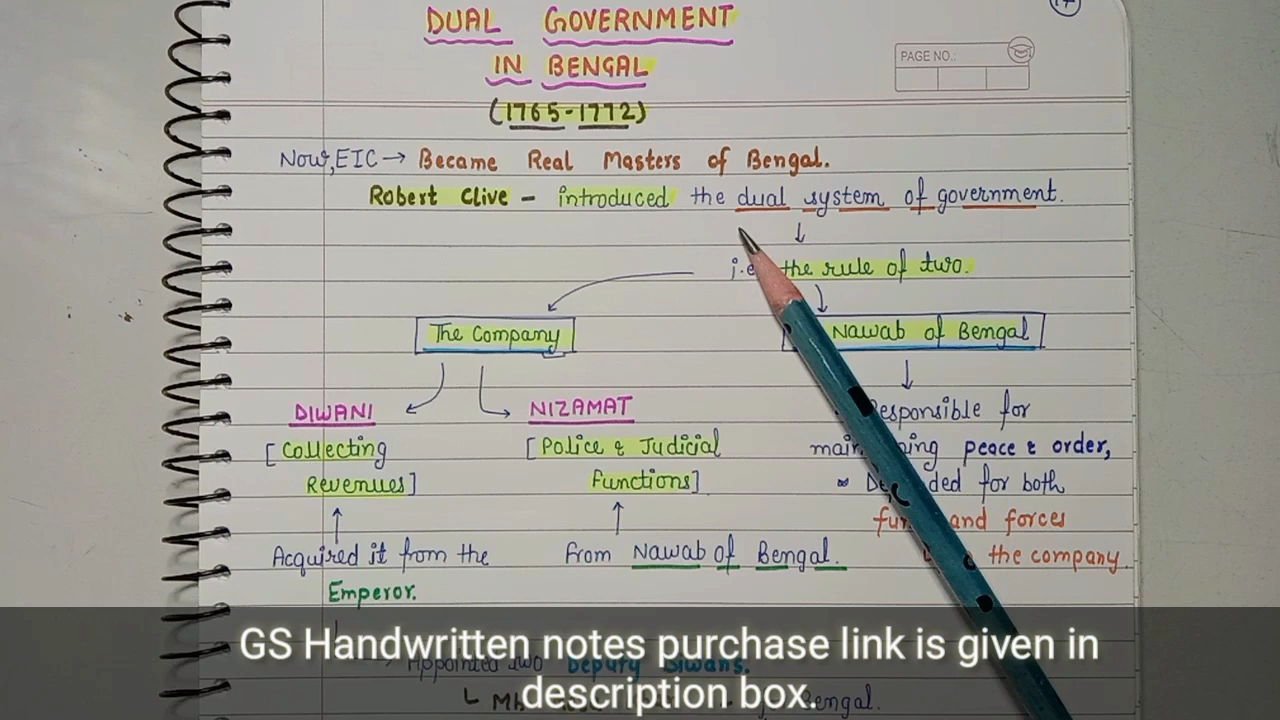 DUAL GOVERNMENT
IN BENGAL
(1765-1772)
PAGE NO.:
Now, EIC → Became Real Masters of Bengal.
Robert Clive - introduced the dual system of government.
↓
i.e the rule of two.
The Company
Nawab of Bengal
DIWANI
NIZAMAT
Responsible for
[Collecting
[Police & Judicial
peace & order,
Revenues]
Functions]
for both
and forces
Acquired it from the
from Nawab of Bengal.
the company.
Emperor.
GS Handwritten notes purchase link is given in
Appointed two Deputy Diwans.
description box.
Bengal.